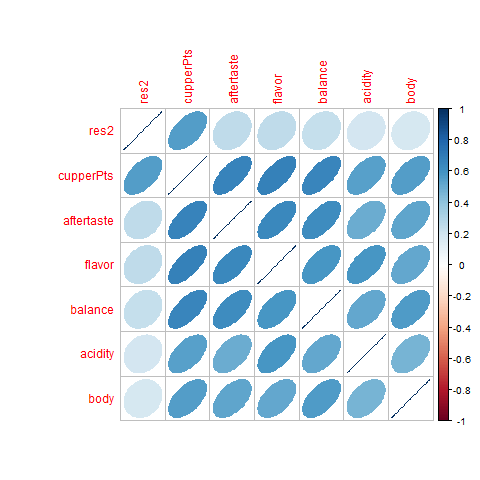 res2
cupperPts
aftertaste
flavor
balance
acidity
body
res2
cupperPts
aftertaste
flavor
balance
acidity
body
1
0.8
0.6
0.4
0.2
0
-0.2
-0.4
-0.6
-0.8
-1